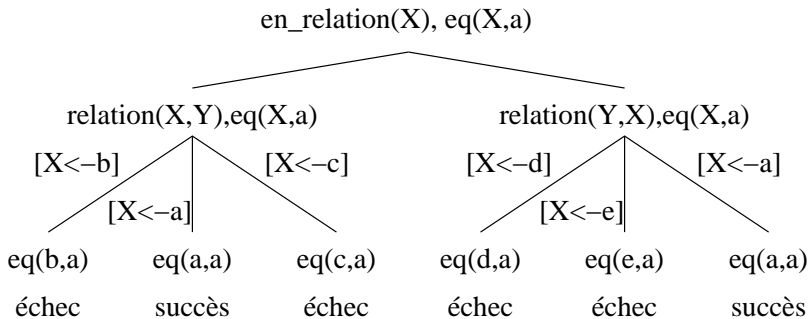 en_relation(X), eq(X,a)
relation(X,Y),eq(X,a) relation(Y,X),eq(X,a)
[X<−b] [X<−c] [X<−d] [X<−a]
[X<−a] [X<−e]
eq(b,a) eq(a,a) eq(c,a) eq(d,a) eq(e,a) eq(a,a)
échec succès échec échec échec succès